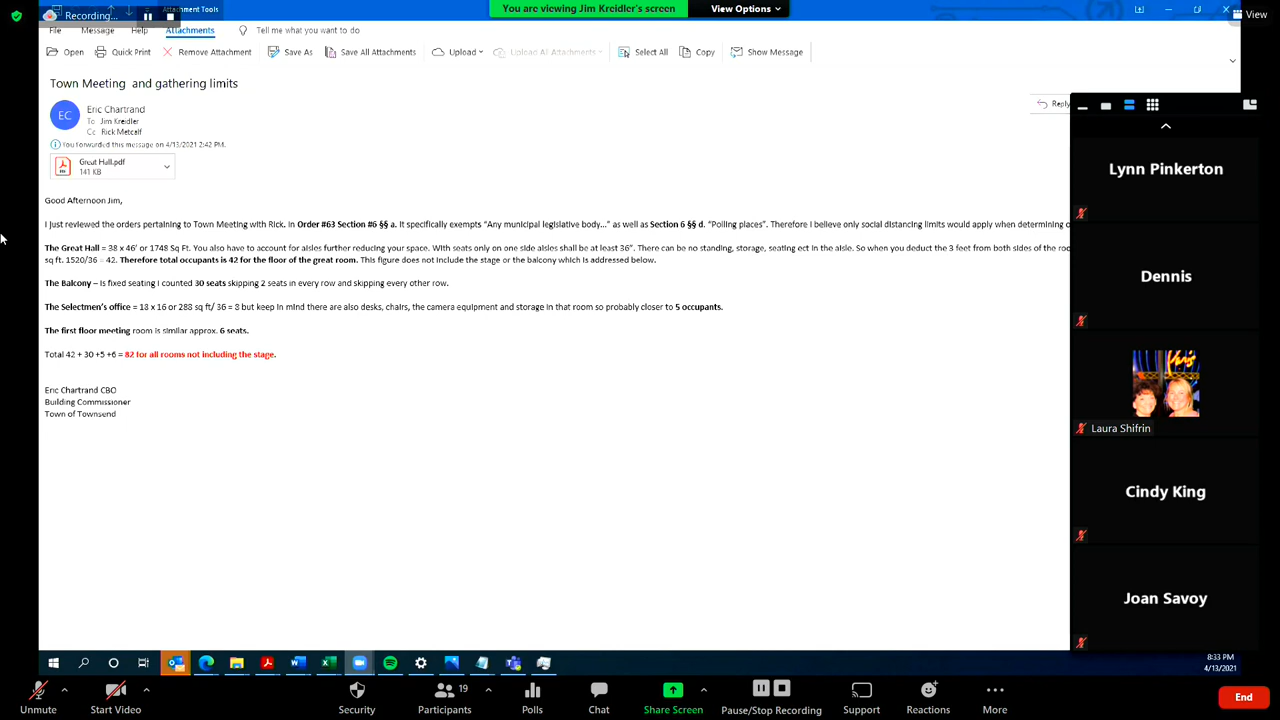 Recording...
Attachment Tools
You are viewing Jim Kreidler's screen
View Options
View
File
Message
Help
Attachments
Tell me what you want to do
Open
Quick Print
Remove Attachment
Save As
Save All Attachments
Upload
Upload All Attachments
Select All
Copy
Show Message
Town Meeting and gathering limits
EC
Eric Chartrand
To Jim Kreidler
Cc Rick Metcalf
Reply
You forwarded this message on 4/13/2021 2:42 PM.
Great Hall.pdf
141 KB
Good Afternoon Jim,
I just reviewed the orders pertaining to Town Meeting with Rick. In Order #63 Section #6 §§ a. It specifically exempts "Any municipal legislative body..." as well as Section 6 §§ d. "Polling places". Therefore I believe only social distancing limits would apply when determining
The Great Hall = 38 x 46' or 1748 Sq Ft. You also have to account for aisles further reducing your space. With seats only on one side aisles shall be at least 36". There can be no standing, storage, seating ect in the aisle. So when you deduct the 3 feet from both sides of the
sq ft. 1520/36 = 42. Therefore total occupants is 42 for the floor of the great room. This figure does not include the stage or the balcony which is addressed below.
The Balcony – is fixed seating I counted 30 seats skipping 2 seats in every row and skipping every other row.
The Selectmen's office = 18 x 16 or 288 sq ft/ 36 = 8 but keep in mind there are also desks, chairs, the camera equipment and storage in that room so probably closer to 5 occupants.
The first floor meeting room is similar approx. 6 seats.
Total 42 + 30 +5 +6 = 82 for all rooms not including the stage.
Eric Chartrand CBO
Building Commissioner
Town of Townsend
Lynn Pinkerton
Dennis
Laura Shifrin
Cindy King
Joan Savoy
8:33 PM
4/13/2021
Unmute
Start Video
Security
19
Participants
Polls
Chat
Share Screen
Pause/Stop Recording
Support
Reactions
More
End